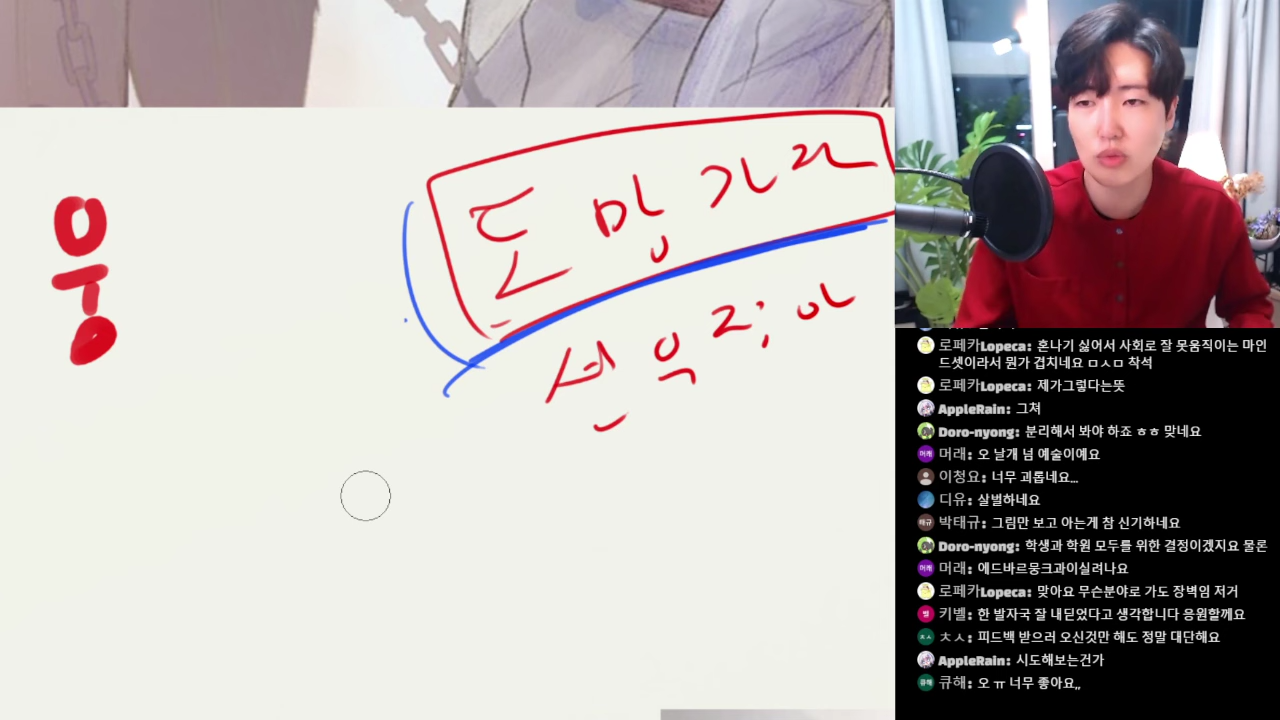 도망가라
선악과;아
웅
로페카Lopeca: 혼나기 싫어서 사회로 잘 못움직이는 마인
드셋이라서 뭔가 겹치네요 ㅁㅅㅁ 착석
로페카Lopeca: 제가그렇다는뜻
AppleRain: 그쳐
Doro-nyong: 분리해서 봐야 하죠 ㅎㅎ 맞네요
머래: 오 날개 넘 예술이예요
이청요: 너무 괴롭네요...
디유: 살벌하네요
박태규: 그림만 보고 아는게 참 신기하네요
Doro-nyong: 학생과 학원 모두를 위한 결정이겠지요 물론
머래: 에드바르뭉크과이실려나요
로페카Lopeca: 맞아요 무슨분야로 가도 장벽임 저거
키벨: 한 발자국 잘 내딛었다고 생각합니다 응원할께요
ㅊㅅ: 피드백 받으러 오신것만 해도 정말 대단해요
AppleRain: 시도해보는건가
큐해: 오 ㅠ 너무 좋아요,,